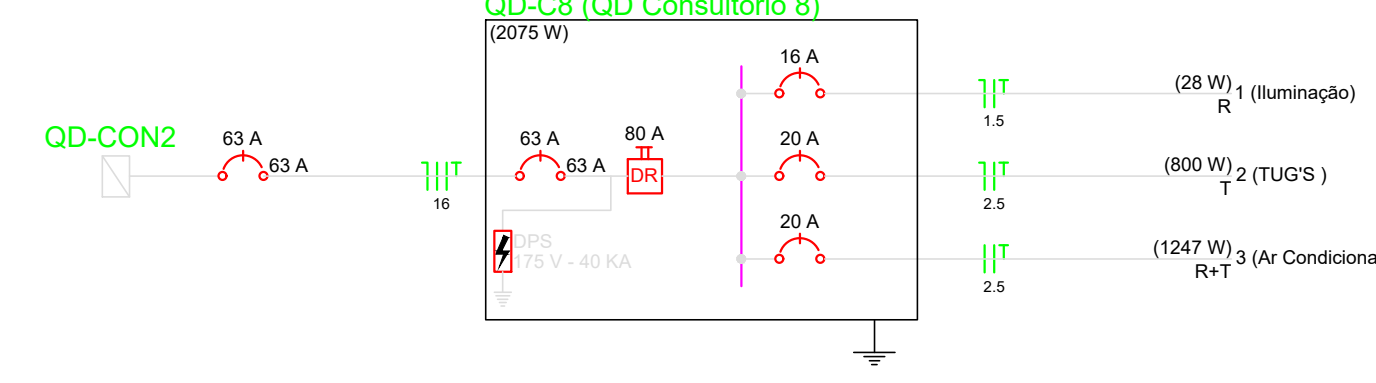 QD-C8 (QD Consultório 8)
(2075 W)
QD-CON2
63 A
63 A
16
63 A
63 A
80 A
DR
DPS
175 V - 40 KA
16 A
1.5
(28 W)
R
1 (Iluminação)
20 A
2.5
(800 W)
T
2 (TUG'S )
20 A
2.5
(1247 W)
R+T
3 (Ar Condiciona